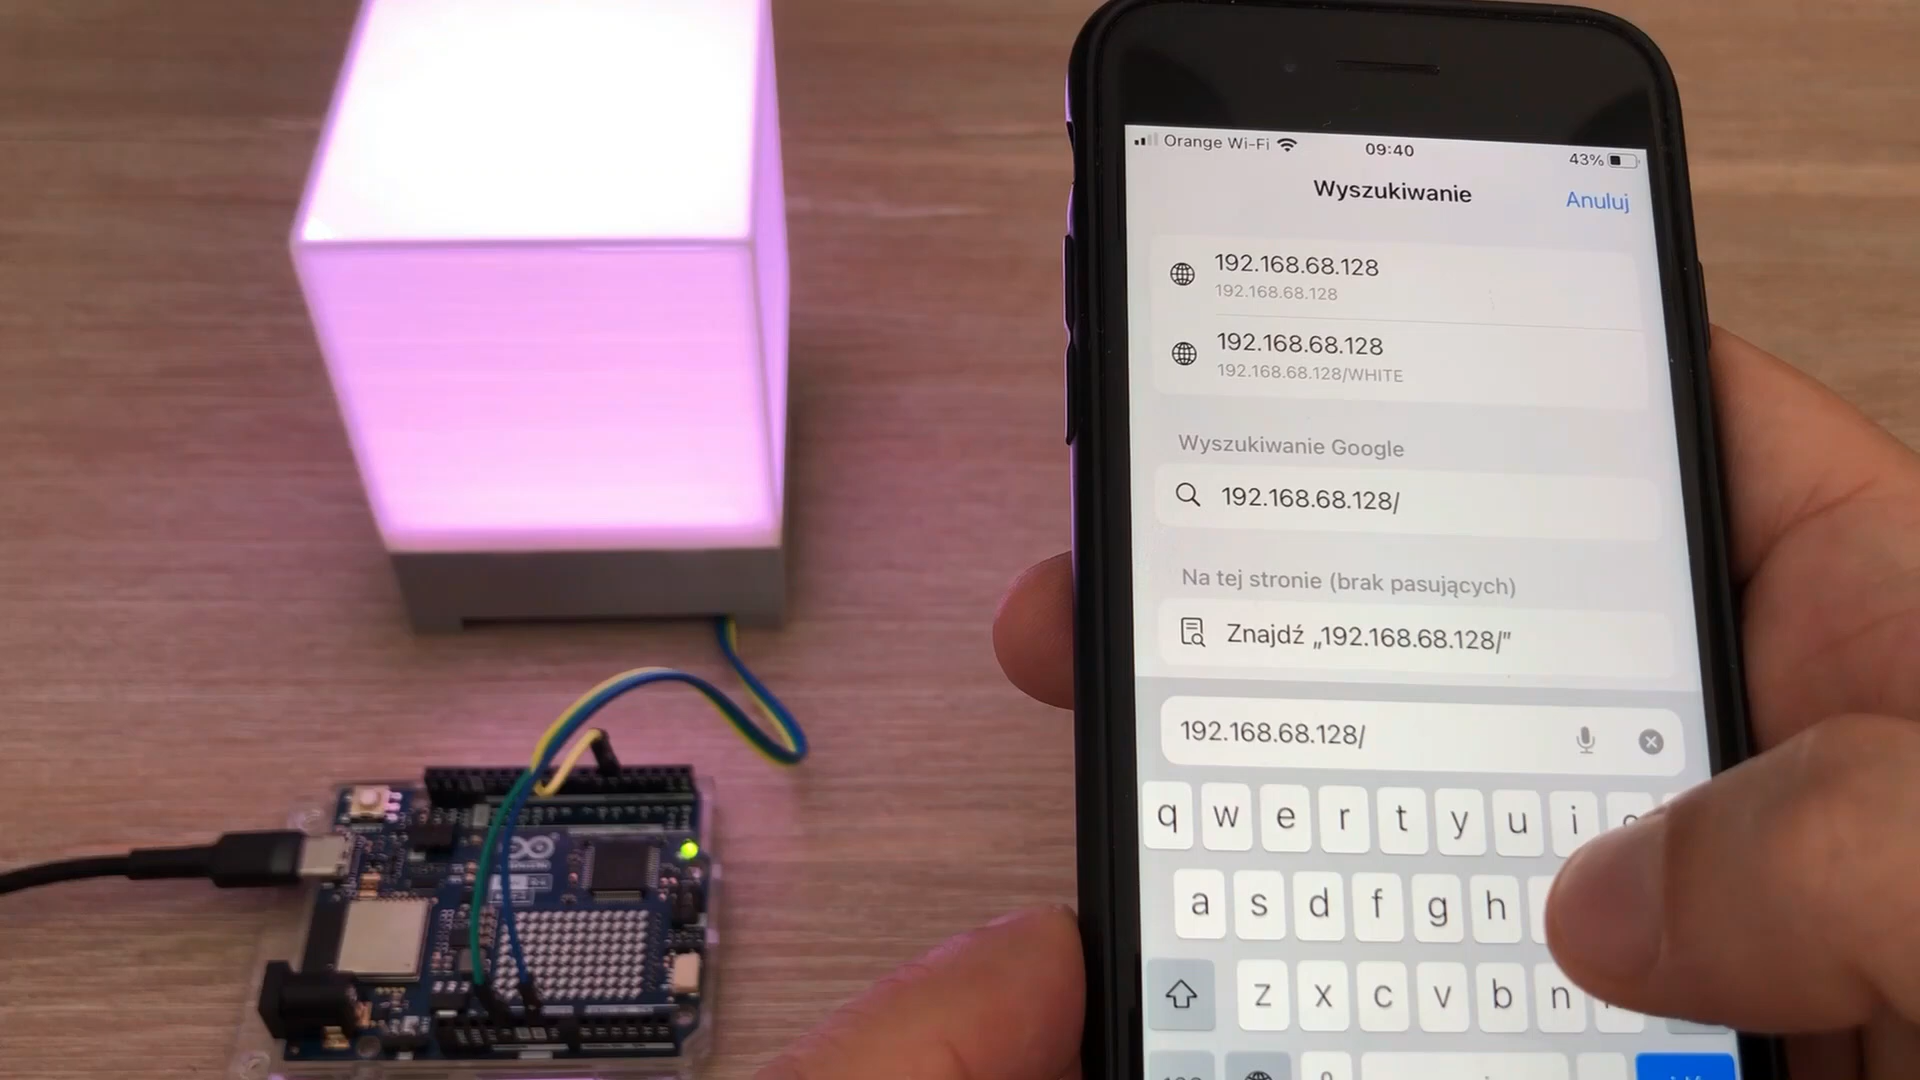 Orange Wi-Fi 09:40 43%
Wyszukiwanie Anuluj
192.168.68.128
192.168.68.128
192.168.68.128
192.168.68.128/WHITE
Wyszukiwanie Google
192.168.68.128/
Na tej stronie (brak pasujących)
Znajdź „192.168.68.128/"
192.168.68.128/
q w e r t y u i
a s d f g h
z x c v b n